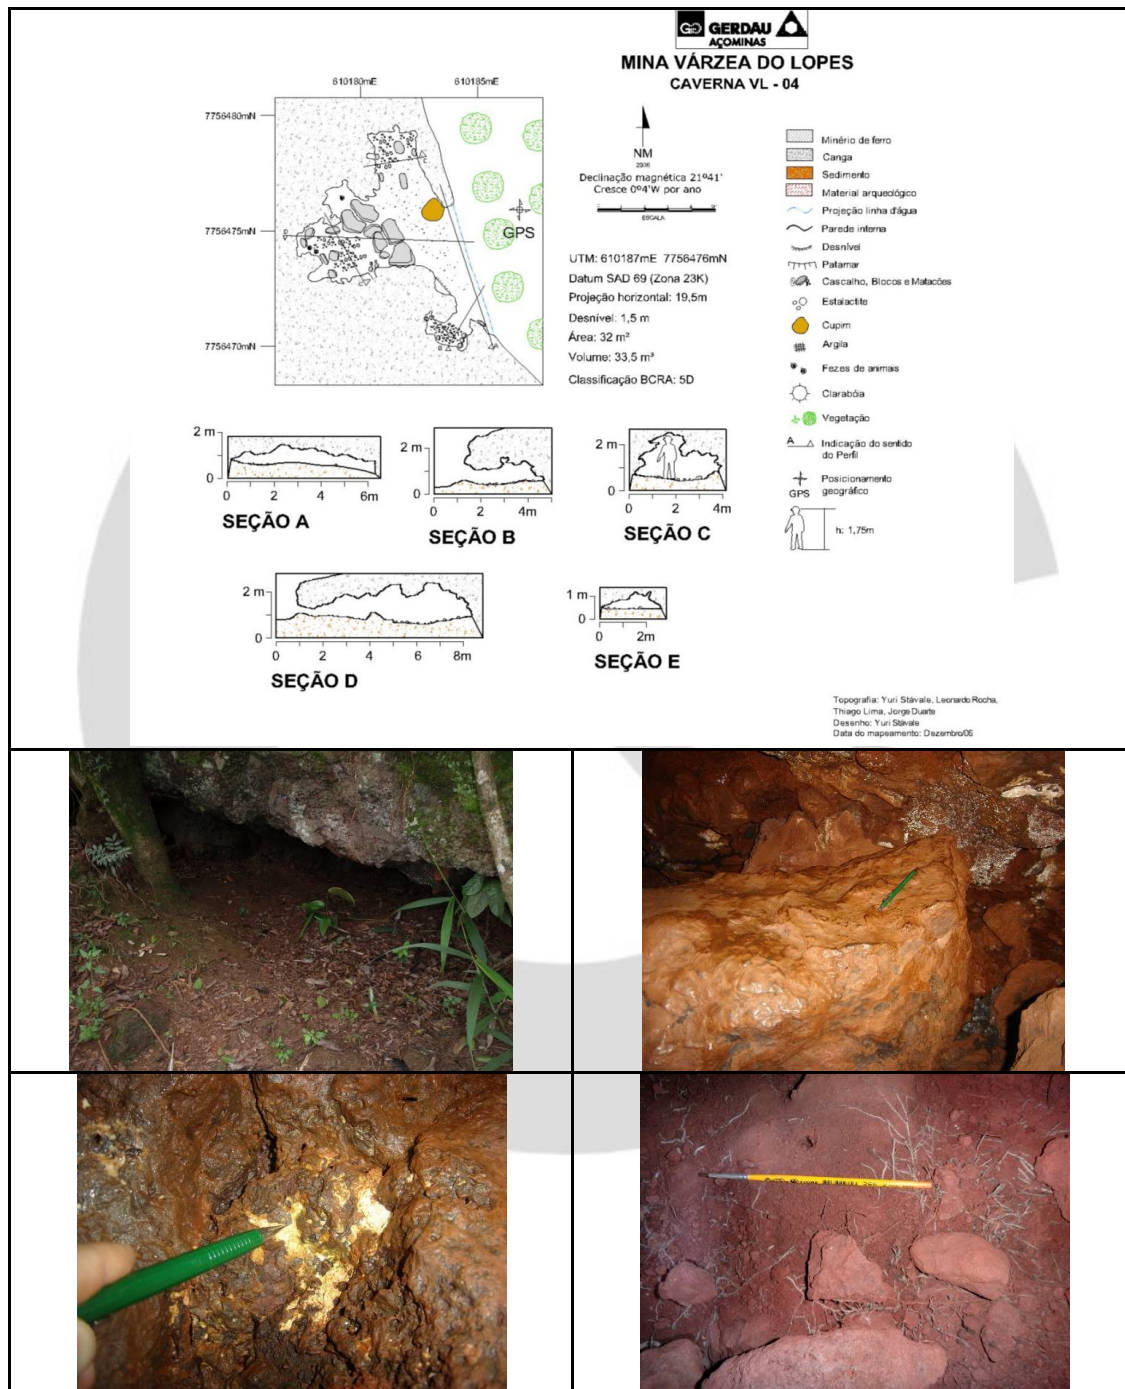 GG GERDAU
AÇOMINAS
MINA VÁRZEA DO LOPES
CAVERNA VL - 04
610180mE 610185mE
7756480mN
7756475mN
7756470mN
GPS
NM
2006
Declinação magnética 21º41'
Cresce 0º4'W por ano
ESCALA
UTM: 610187mE 7756476mN
Datum SAD 69 (Zona 23K)
Projeção horizontal: 19,5m
Desnível: 1,5 m
Área: 32 m²
Volume: 33,5 m³
Classificação BCRA: 5D
Minério de ferro
Canga
Sedimento
Material arqueológico
Projeção linha d'água
Parede interna
Desnível
Patamar
Cascalho, Blocos e Matacões
Estalactite
Cupim
Argila
Fezes de animais
Clarabóia
Vegetação
A Indicação do sentido
do Perfil
GPS Posicionamento
geográfico
h: 1,75m
2 m
0
0 2 4 6m
SEÇÃO A
2 m
0
0 2 4m
SEÇÃO B
2 m
0
0 2 4m
SEÇÃO C
2 m
0
0 2 4 6 8m
SEÇÃO D
1 m
0
0 2m
SEÇÃO E
Topografia: Yuri Stávale, Leonardo Rocha,
Thiago Lima, Jorge Duarte
Desenho: Yuri Stávale
Data do mapeamento: Dezembro/06